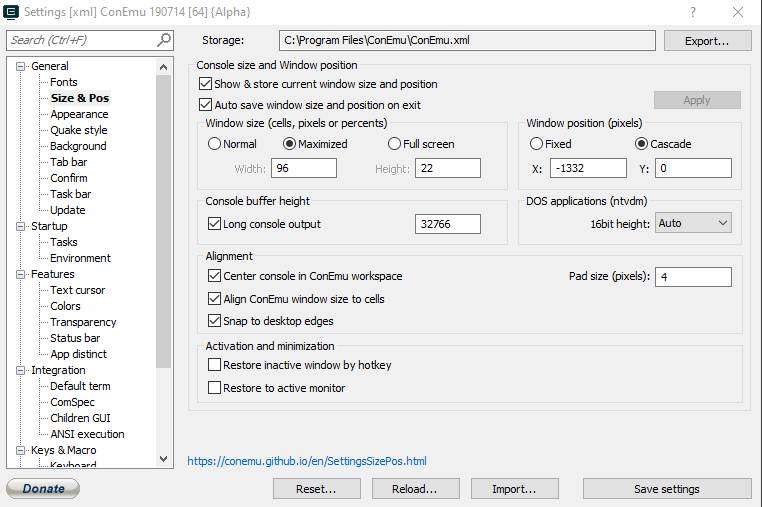 Settings [xml] ConEmu 190714 [64] {Alpha}
?
Search (Ctrl+F)
Storage:
C:\Program Files\ConEmu\ConEmu.xml
Export...
General
Fonts
Size & Pos
Appearance
Quake style
Background
Tab bar
Confirm
Task bar
Update
Startup
Tasks
Environment
Features
Text cursor
Colors
Transparency
Status bar
App distinct
Integration
Default term
ComSpec
Children GUI
ANSI execution
Keys & Macro
Keyboard
Console size and Window position
Show & store current window size and position
Auto save window size and position on exit
Apply
Window size (cells, pixels or percents)
Normal
Maximized
Full screen
Width:
96
Height:
22
Window position (pixels)
Fixed
Cascade
X:
-1332
Y:
0
Console buffer height
Long console output
32766
DOS applications (ntvdm)
16bit height:
Auto
Alignment
Center console in ConEmu workspace
Pad size (pixels):
4
Align ConEmu window size to cells
Snap to desktop edges
Activation and minimization
Restore inactive window by hotkey
Restore to active monitor
https://conemu.github.io/en/SettingsSizePos.html
Donate
Reset...
Reload...
Import...
Save settings